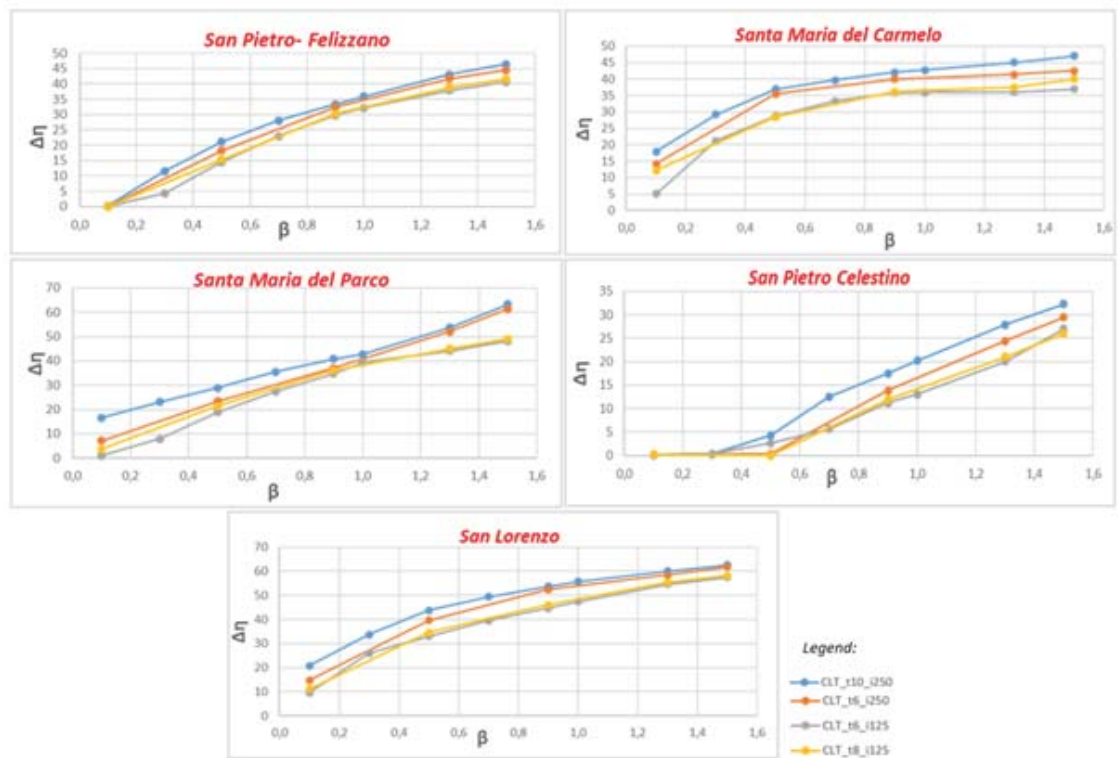 San Pietro- Felizzano
Δη
50
45
40
35
30
25
20
15
10
5
0
0,0 0,2 0,4 0,6 0,8 1,0 1,2 1,4 1,6
β
Santa Maria del Carmelo
Δη
50
45
40
35
30
25
20
15
10
5
0
0,0 0,2 0,4 0,6 0,8 1,0 1,2 1,4 1,6
β
Santa Maria del Parco
Δη
70
60
50
40
30
20
10
0
0,0 0,2 0,4 0,6 0,8 1,0 1,2 1,4 1,6
β
San Pietro Celestino
Δη
35
30
25
20
15
10
5
0
0,0 0,2 0,4 0,6 0,8 1,0 1,2 1,4 1,6
β
San Lorenzo
Δη
70
60
50
40
30
20
10
0
0,0 0,2 0,4 0,6 0,8 1,0 1,2 1,4 1,6
β
Legend:
CLT_t10_i250
CLT_t6_i250
CLT_t6_i125
CLT_t8_i125